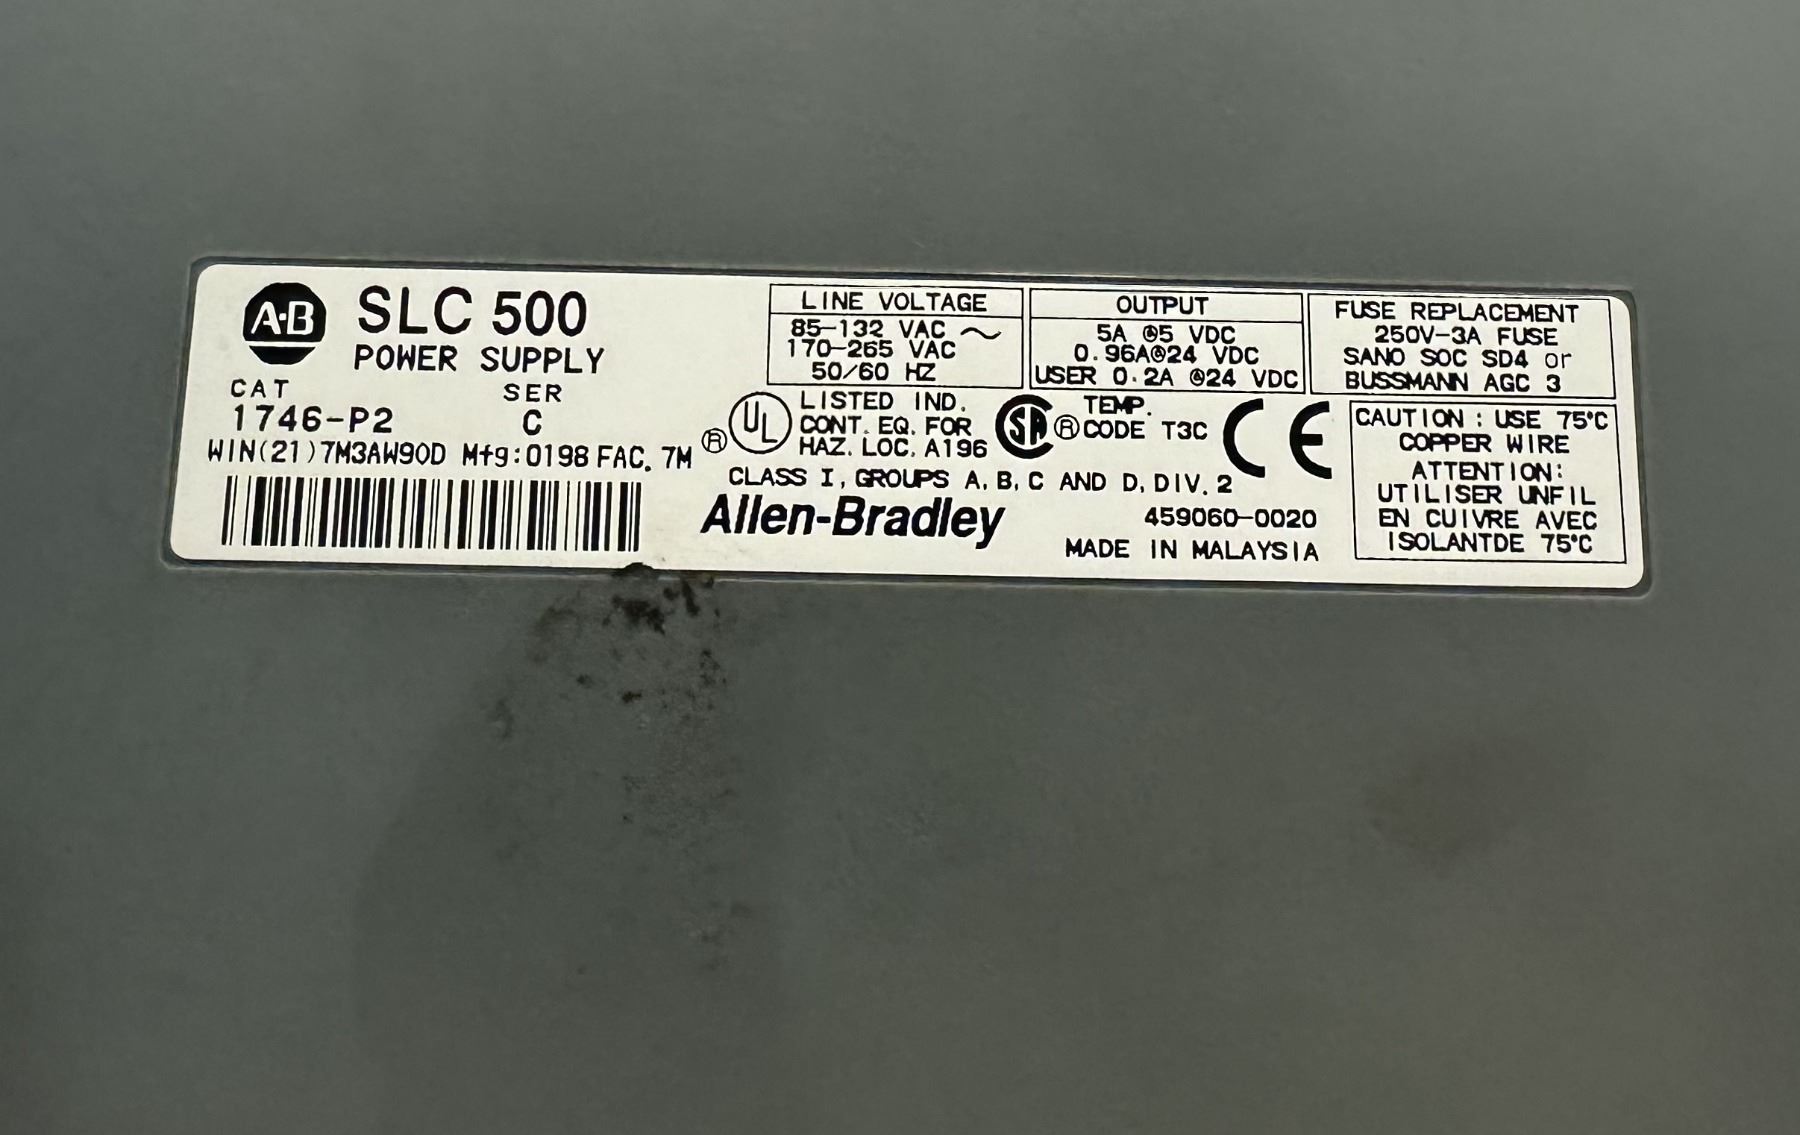 A·B
SLC 500
POWER SUPPLY
CAT SER
1746-P2 C
WIN(21)7M3AW90D Mfg:0198 FAC. 7M
LINE VOLTAGE
85-132 VAC ~
170-265 VAC
50/60 HZ
OUTPUT
5A @5 VDC
0.96A@24 VDC
USER 0.2A @24 VDC
FUSE REPLACEMENT
250V-3A FUSE
SANO SOC SD4 or
BUSSMANN AGC 3
® UL
LISTED IND.
CONT. EQ. FOR
HAZ. LOC. A196
SA ®
TEMP.
CODE T3C
CE
CLASS I, GROUPS A, B, C AND D, DIV. 2
Allen-Bradley
459060-0020
MADE IN MALAYSIA
CAUTION : USE 75°C
COPPER WIRE
ATTENTION:
UTILISER UNFIL
EN CUIVRE AVEC
ISOLANTDE 75°C